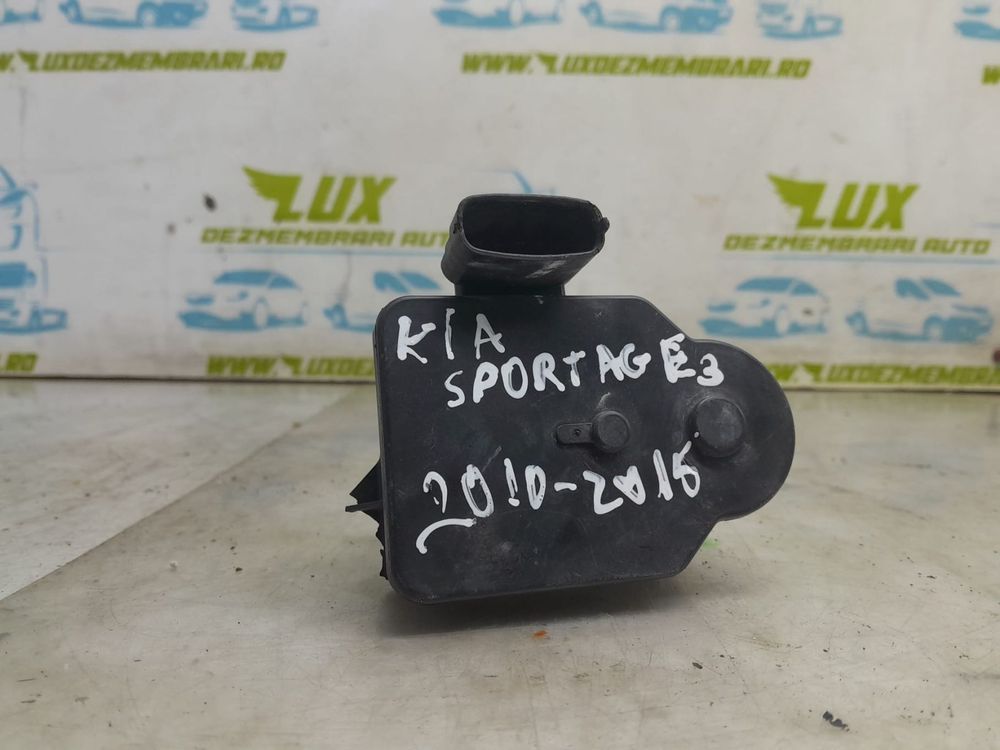 WWW.LUXDEZMEMBRARI.RO
WWW.LUXDEZMEMBRARI.RO
LUX
DEZMEMBRARI AUTO
LUX
DEZMEMBRARI AUTO
KIA
SPORTAGE3
2010-2015